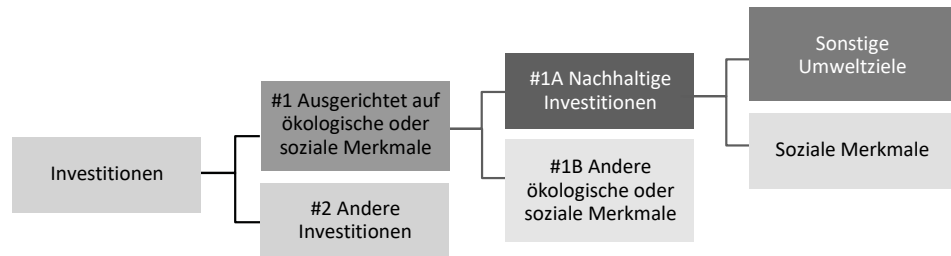 Investitionen
#1 Ausgerichtet auf
ökologische oder
soziale Merkmale
#2 Andere
Investitionen
#1A Nachhaltige
Investitionen
#1B Andere
ökologische oder
soziale Merkmale
Sonstige
Umweltziele
Soziale Merkmale